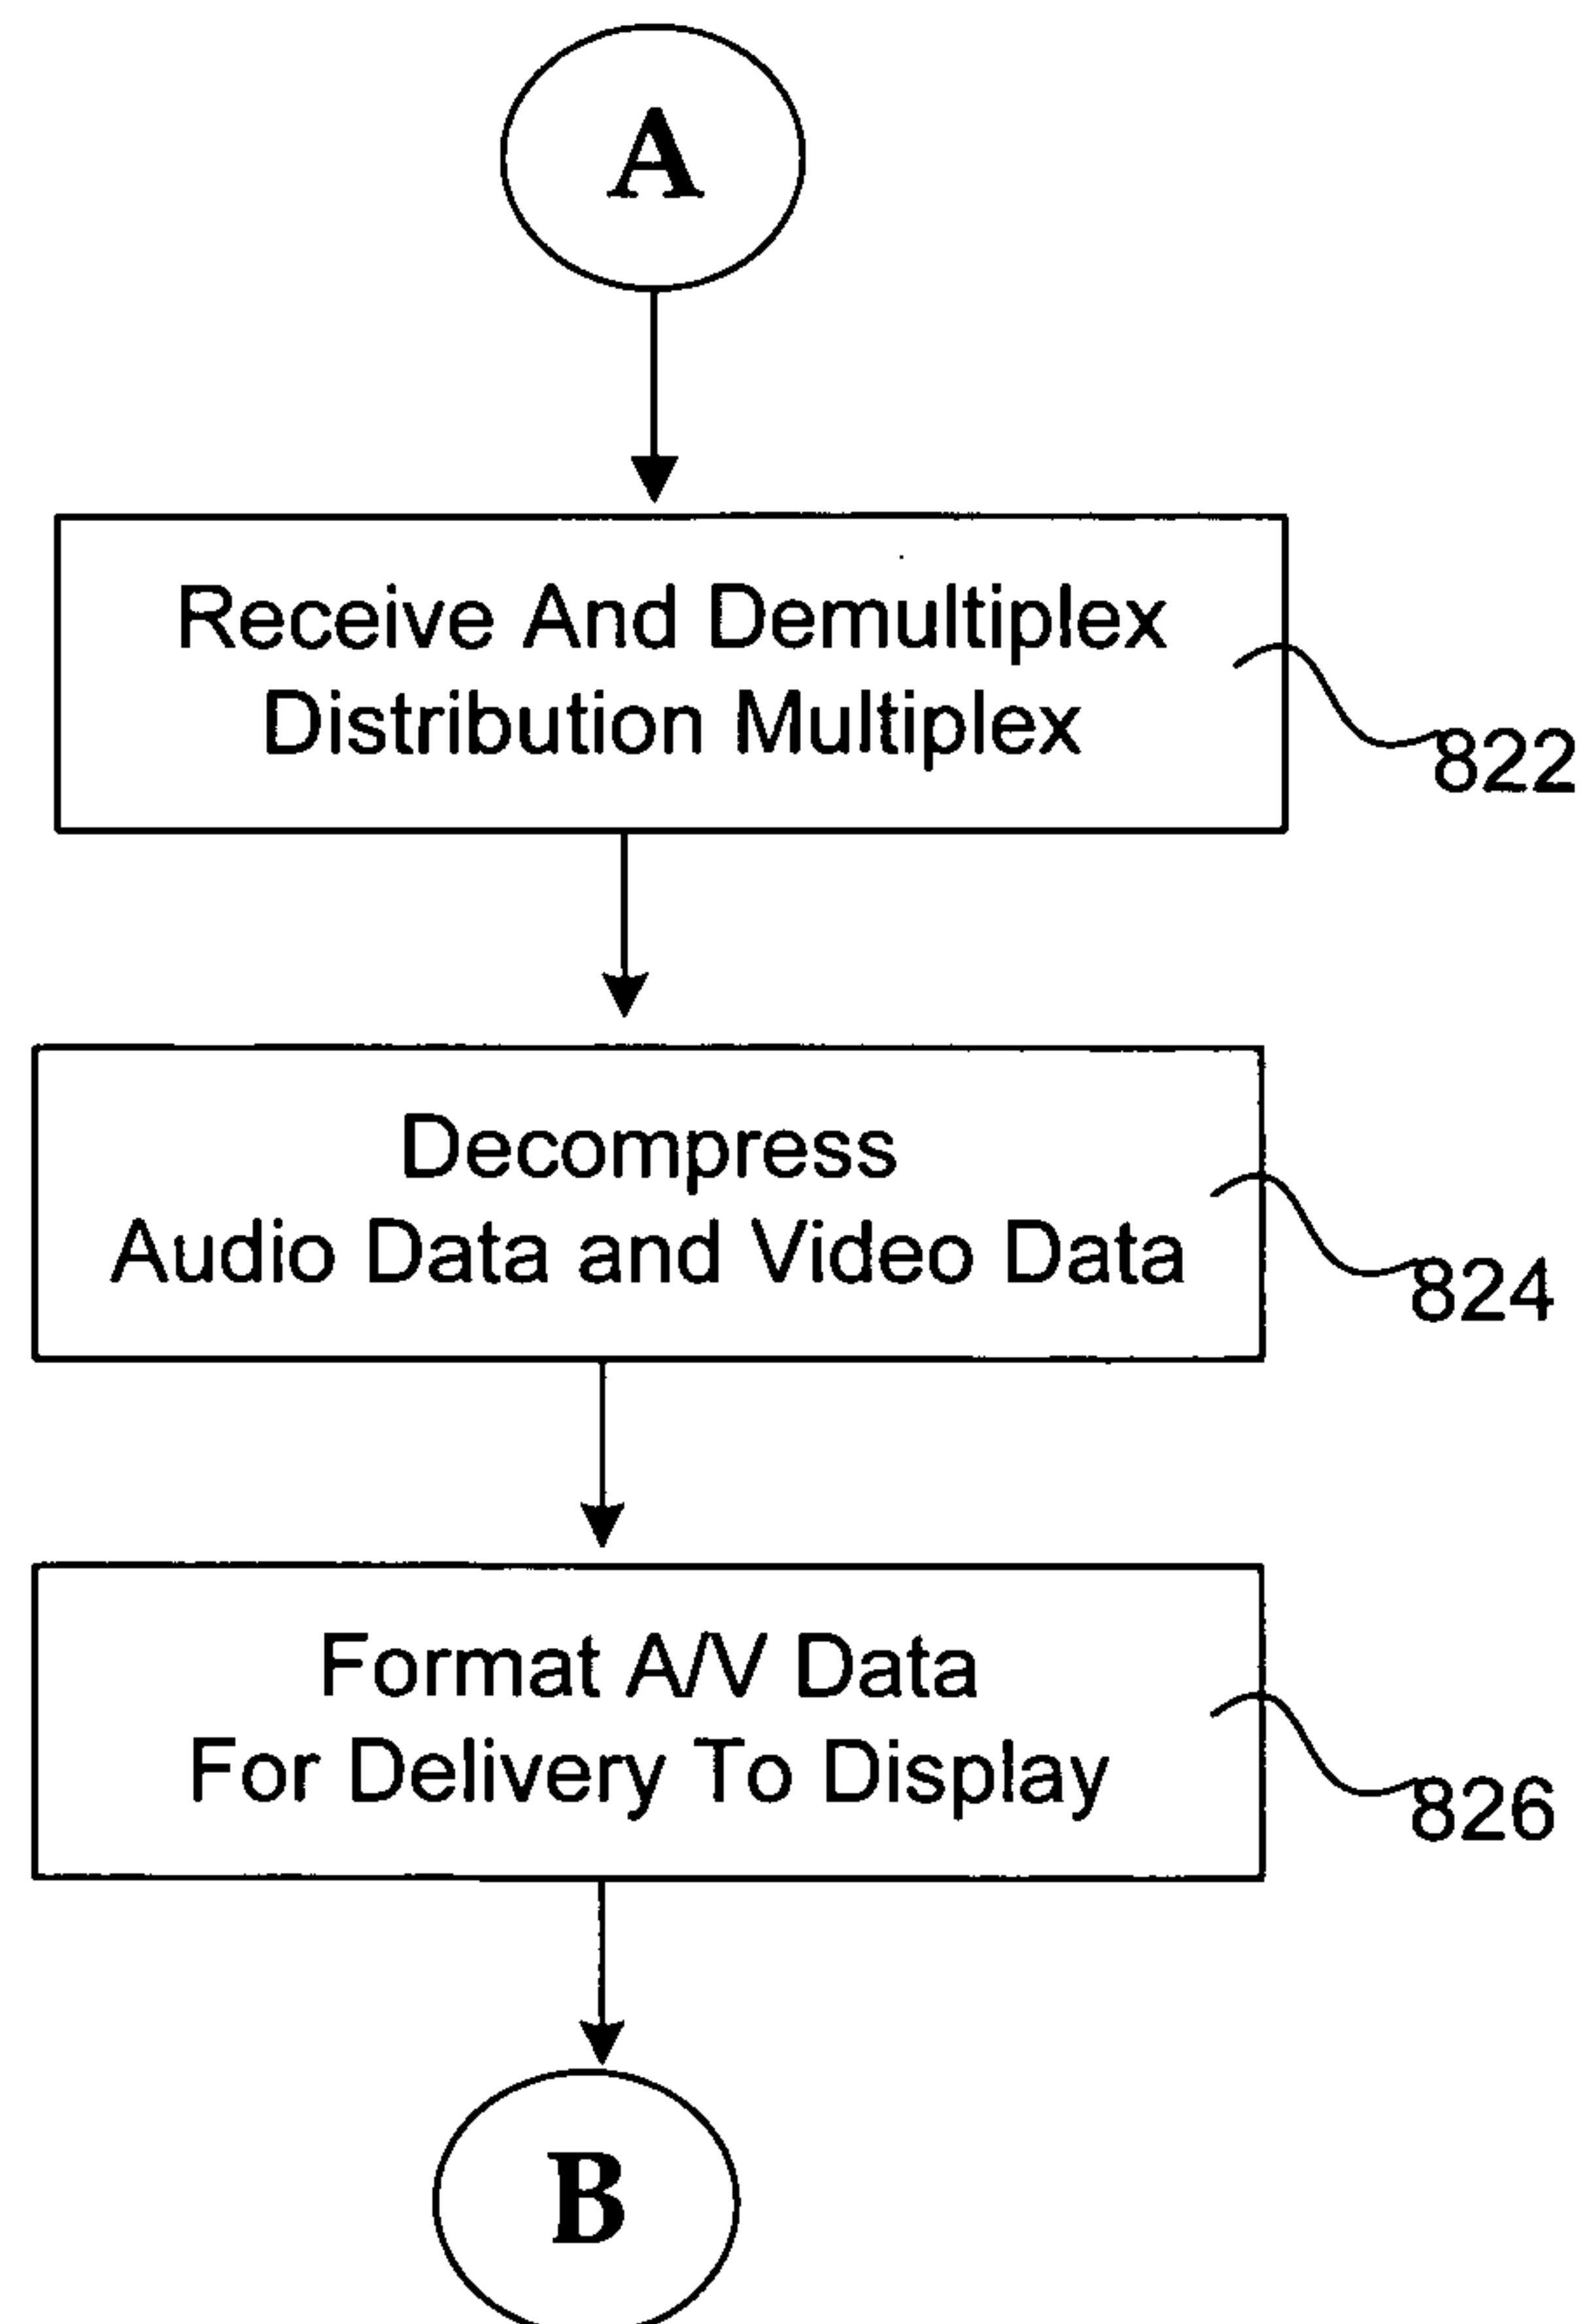 A
Receive And Demultiplex
Distribution Multiplex
822
Decompress
Audio Data and Video Data
824
Format A/V Data
For Delivery To Display
826
B